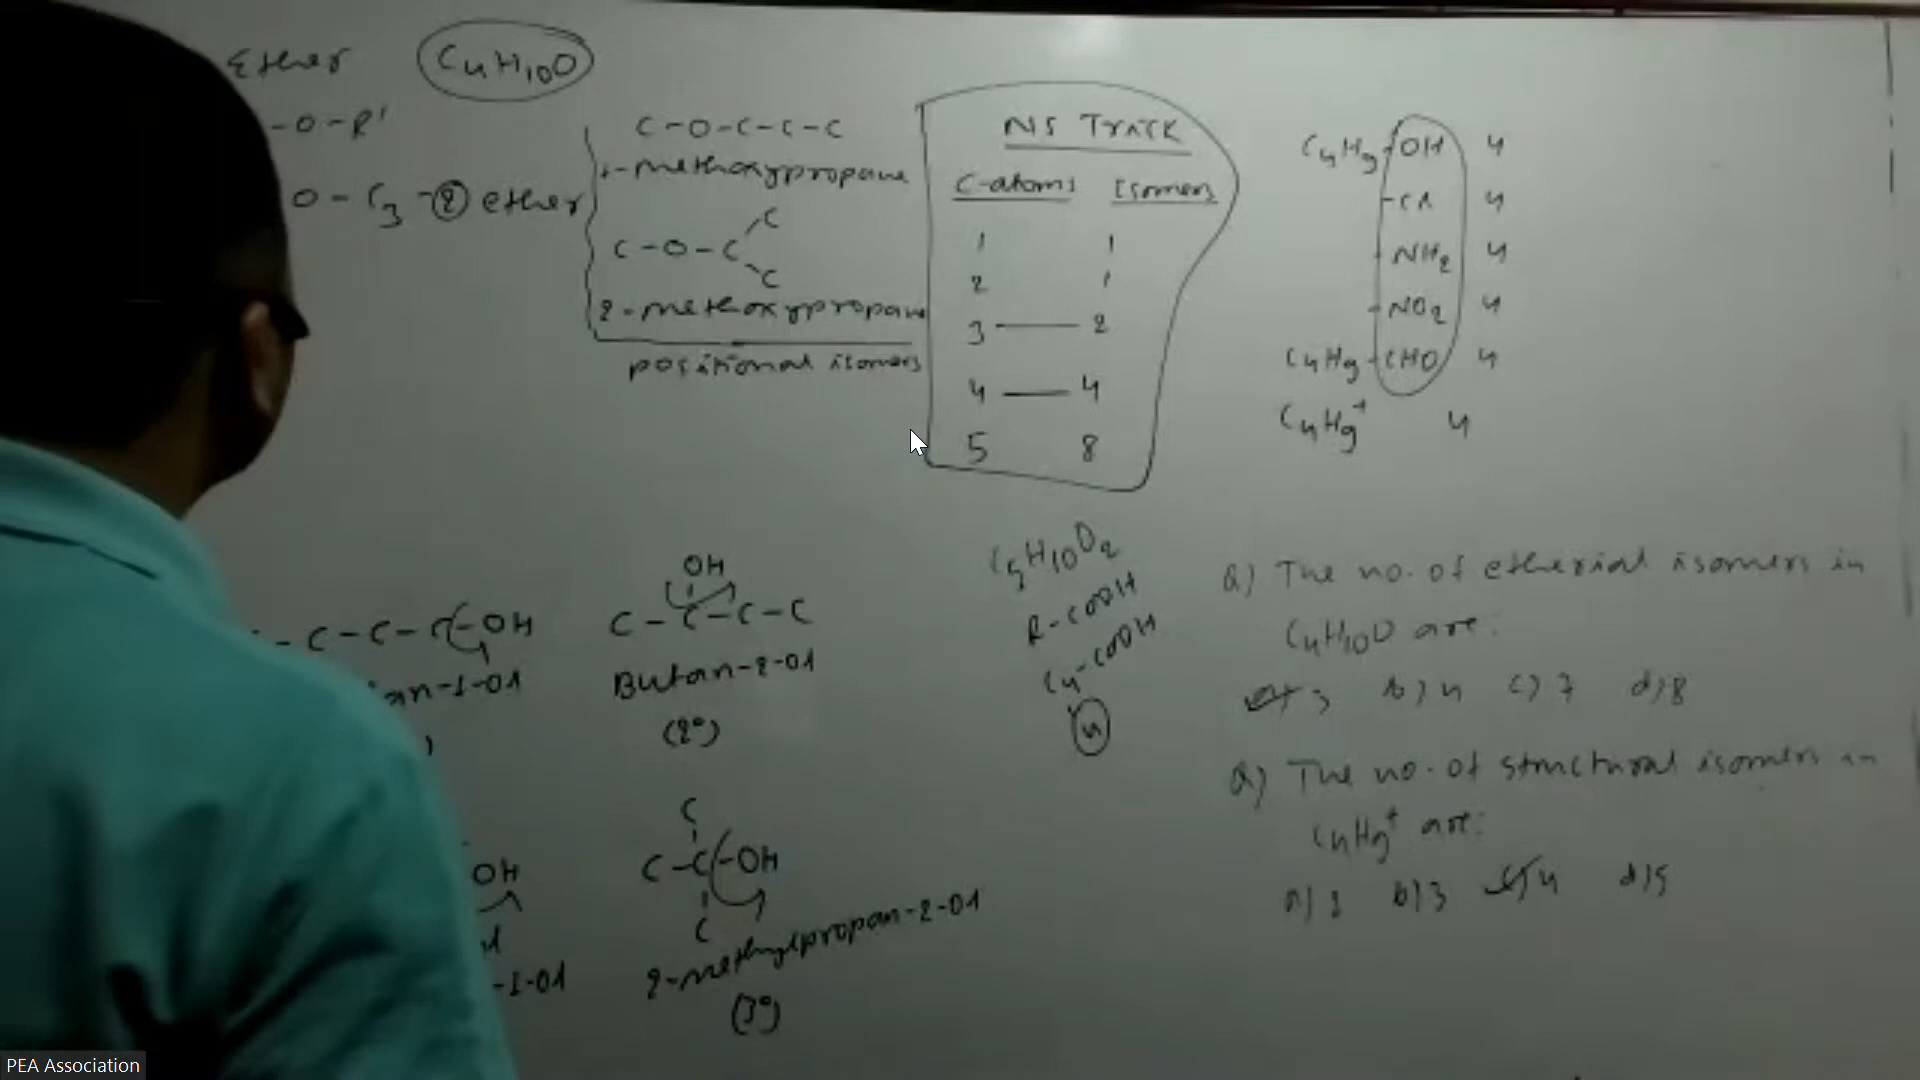 Ether C4H10O
-O-R'
O-C3-② ether
C-O-C-C-C
1-methoxypropane
C-O-C
C
C
2-methoxypropane
positional isomers
NS Track
C-atoms Isomers
1 1
2 1
3 — 2
4 — 4
5 8
C4H9-OH 4
-Cl 4
-NH2 4
-NO2 4
C4H9-CHO 4
C4H9+ 4
-C-C-C-OH
an-1-ol
OH
C-C-C-C
Butan-2-ol
(2°)
OH
-1-ol
C
C-C-OH
C
2-methylpropan-2-ol
(3°)
C5H10O2
R-COOH
C4-COOH
4
Q) The no. of etherial isomers in
C4H10O are:
a) 3 b) 4 c) 7 d) 8
Q) The no. of structural isomers in
C4H9+ are:
b) 3 c) 4 d) 5
PEA Association